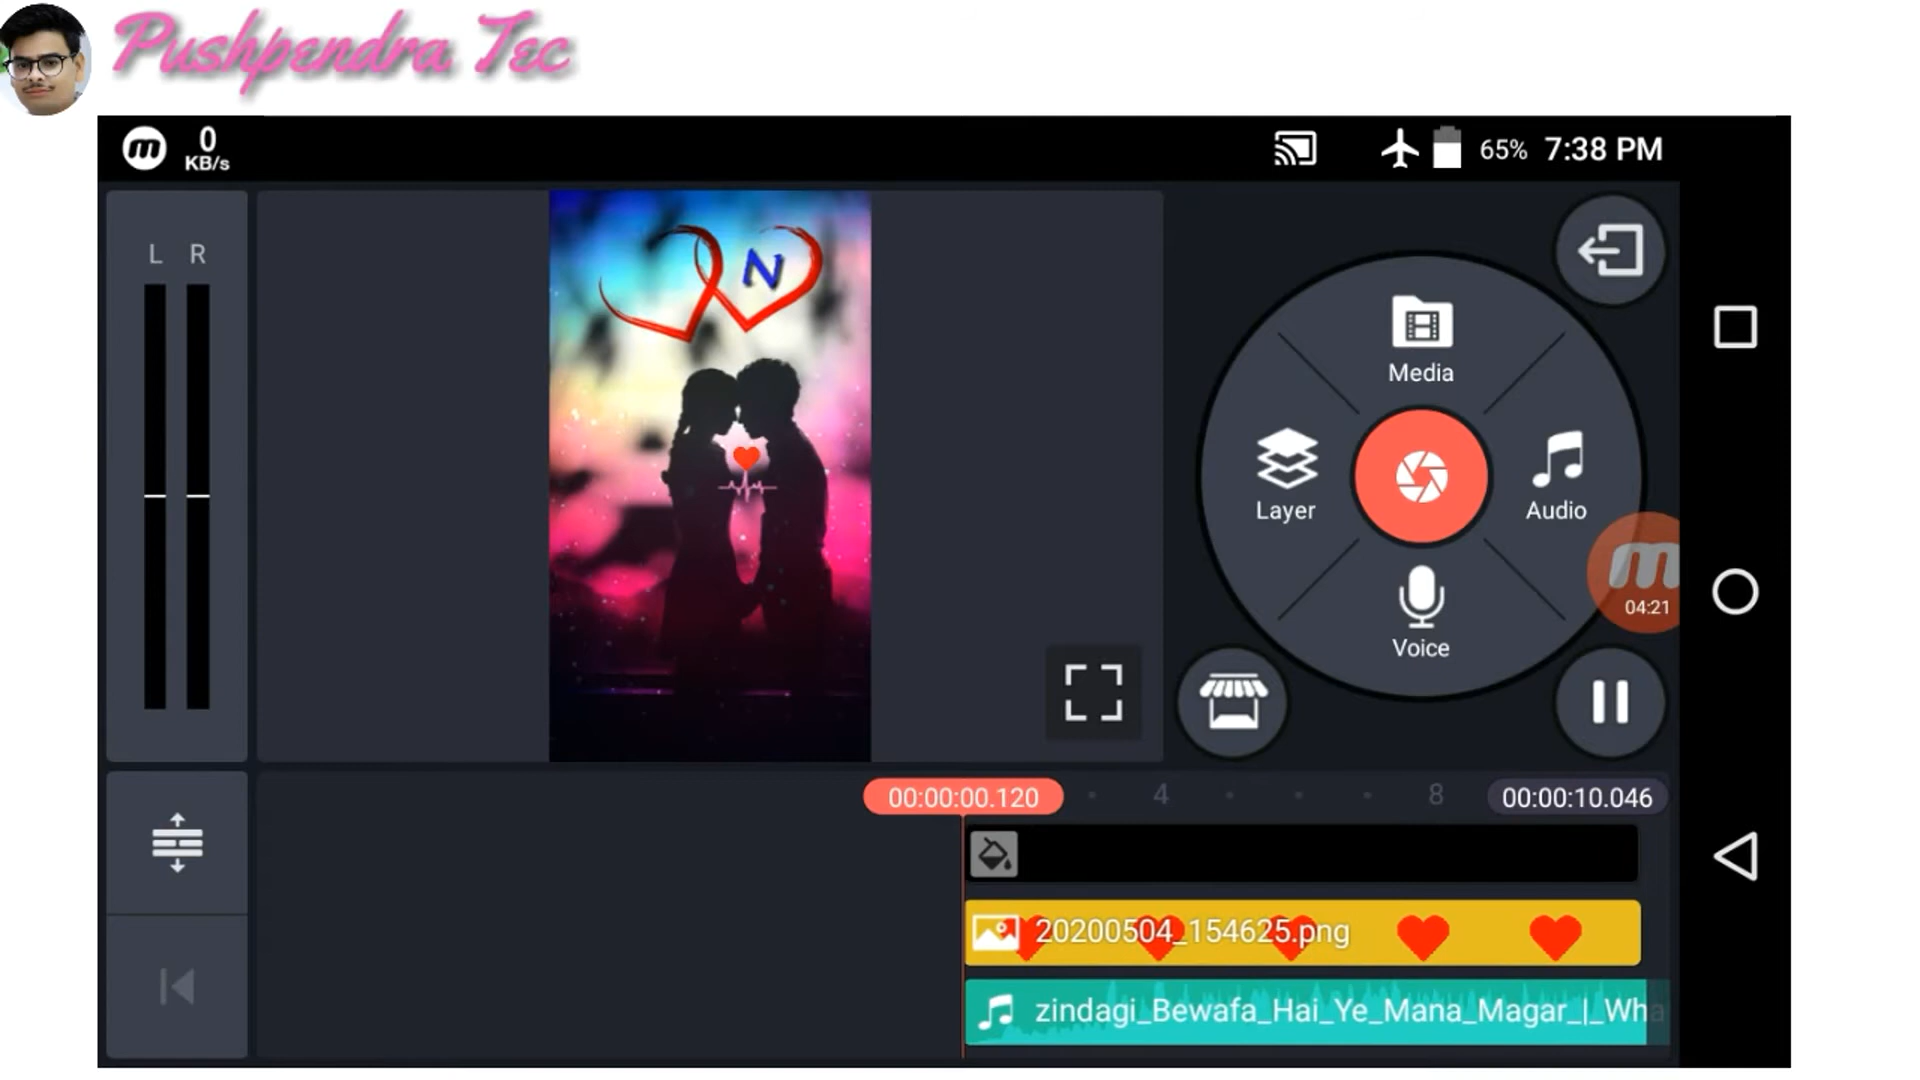 Pushpendra Tec
m
0
KB/s
65% 7:38 PM
L R
N
Media
Layer
Audio
m
04:21
Voice
00:00:00.120
4
8
00:00:10.046
20200504_154625.png
zindagi_Bewafa_Hai_Ye_Mana_Magar_|_Wha